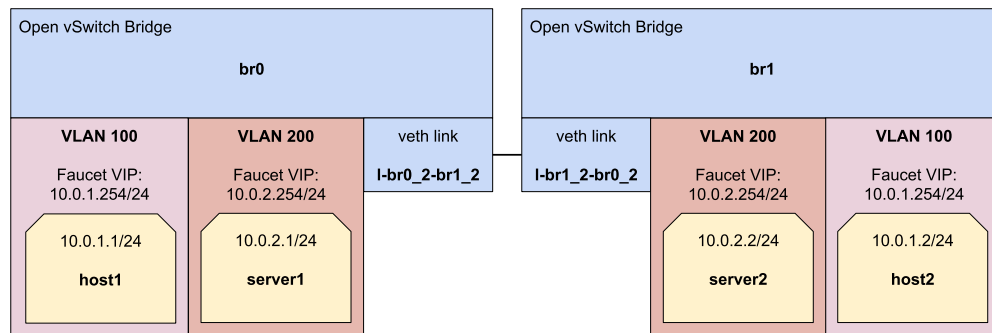 Open vSwitch Bridge
br0
VLAN 100
Faucet VIP:
10.0.1.254/24
10.0.1.1/24
host1
VLAN 200
Faucet VIP:
10.0.2.254/24
10.0.2.1/24
server1
veth link
l-br0_2-br1_2
Open vSwitch Bridge
br1
veth link
l-br1_2-br0_2
VLAN 200
Faucet VIP:
10.0.2.254/24
10.0.2.2/24
server2
VLAN 100
Faucet VIP:
10.0.1.254/24
10.0.1.2/24
host2